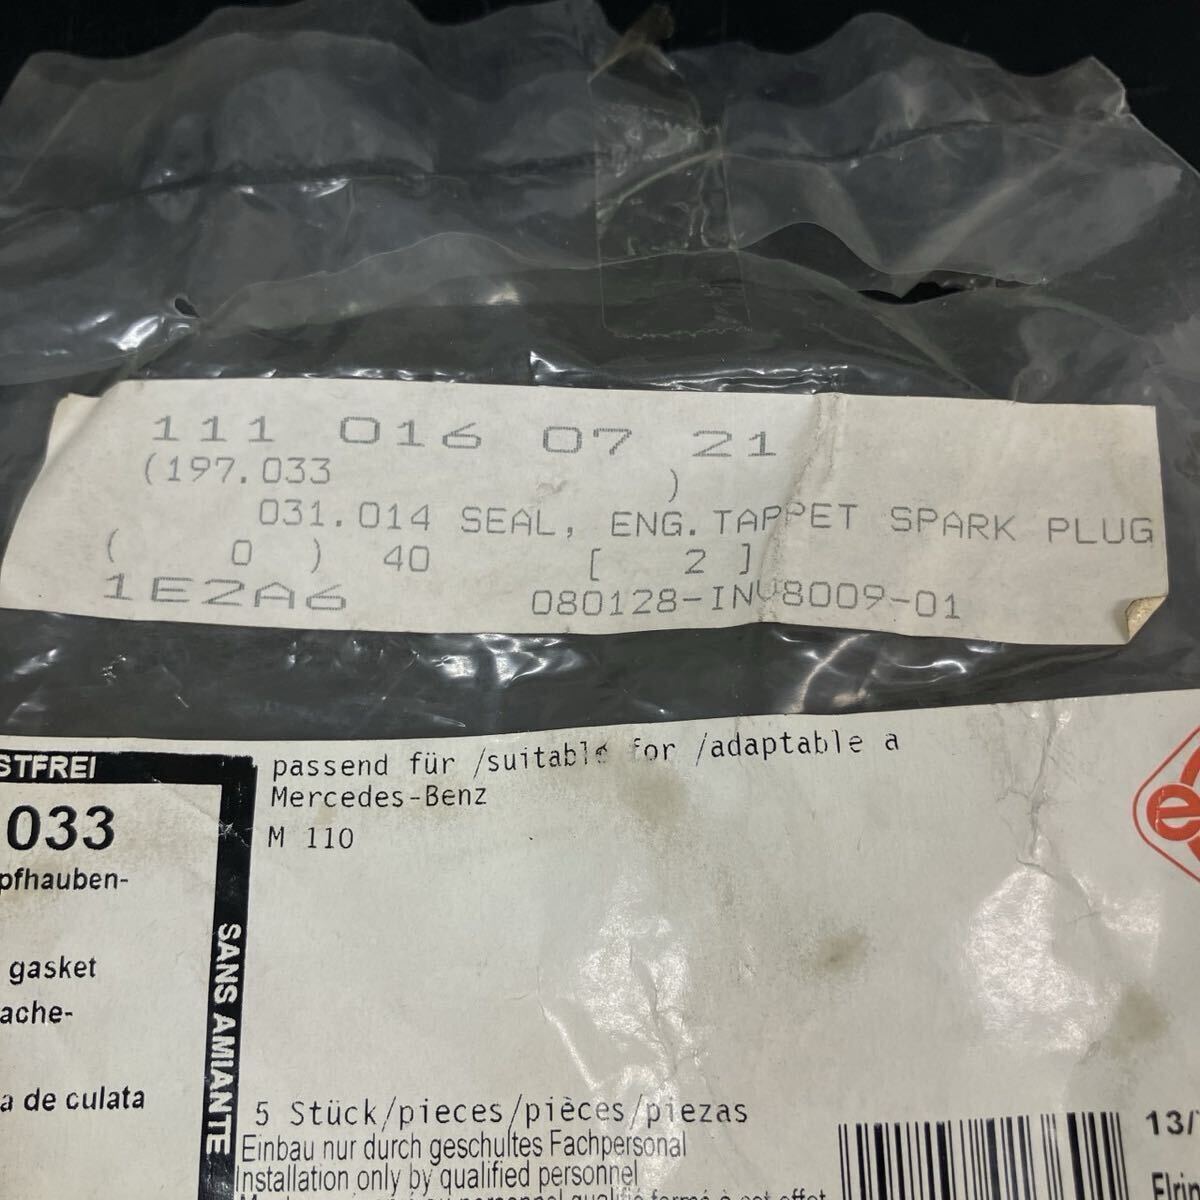 111 016 07 21
(197.033 )
031.014 SEAL, ENG.TAPPET SPARK PLUG
( 0 ) 40 [ 2 ]
1E2A6 080128-INV8009-01
STFREI
033
pfhauben-
gasket
ache-
a de culata
SANS AMIANTE
passend für /suitable for /adaptable a
Mercedes-Benz
M 110
e
5 Stück/pieces/pièces/piezas
Einbau nur durch geschultes Fachpersonal
Installation only by qualified personnel
13/
Elrin